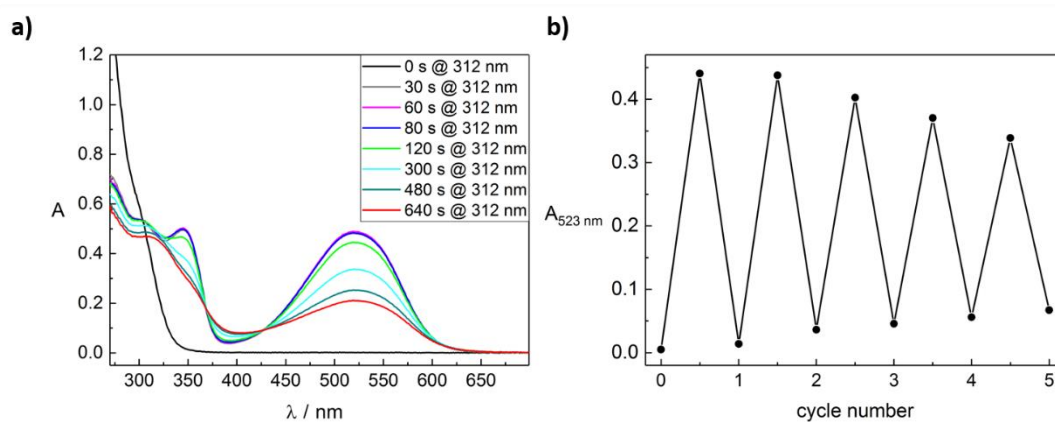 a)
1.2
1.0
0.8
0.6
0.4
0.2
0.0
A
300 350 400 450 500 550 600 650
λ / nm
0 s @ 312 nm
30 s @ 312 nm
60 s @ 312 nm
80 s @ 312 nm
120 s @ 312 nm
300 s @ 312 nm
480 s @ 312 nm
640 s @ 312 nm
b)
0.4
0.3
0.2
0.1
0.0
A523 nm
0 1 2 3 4 5
cycle number